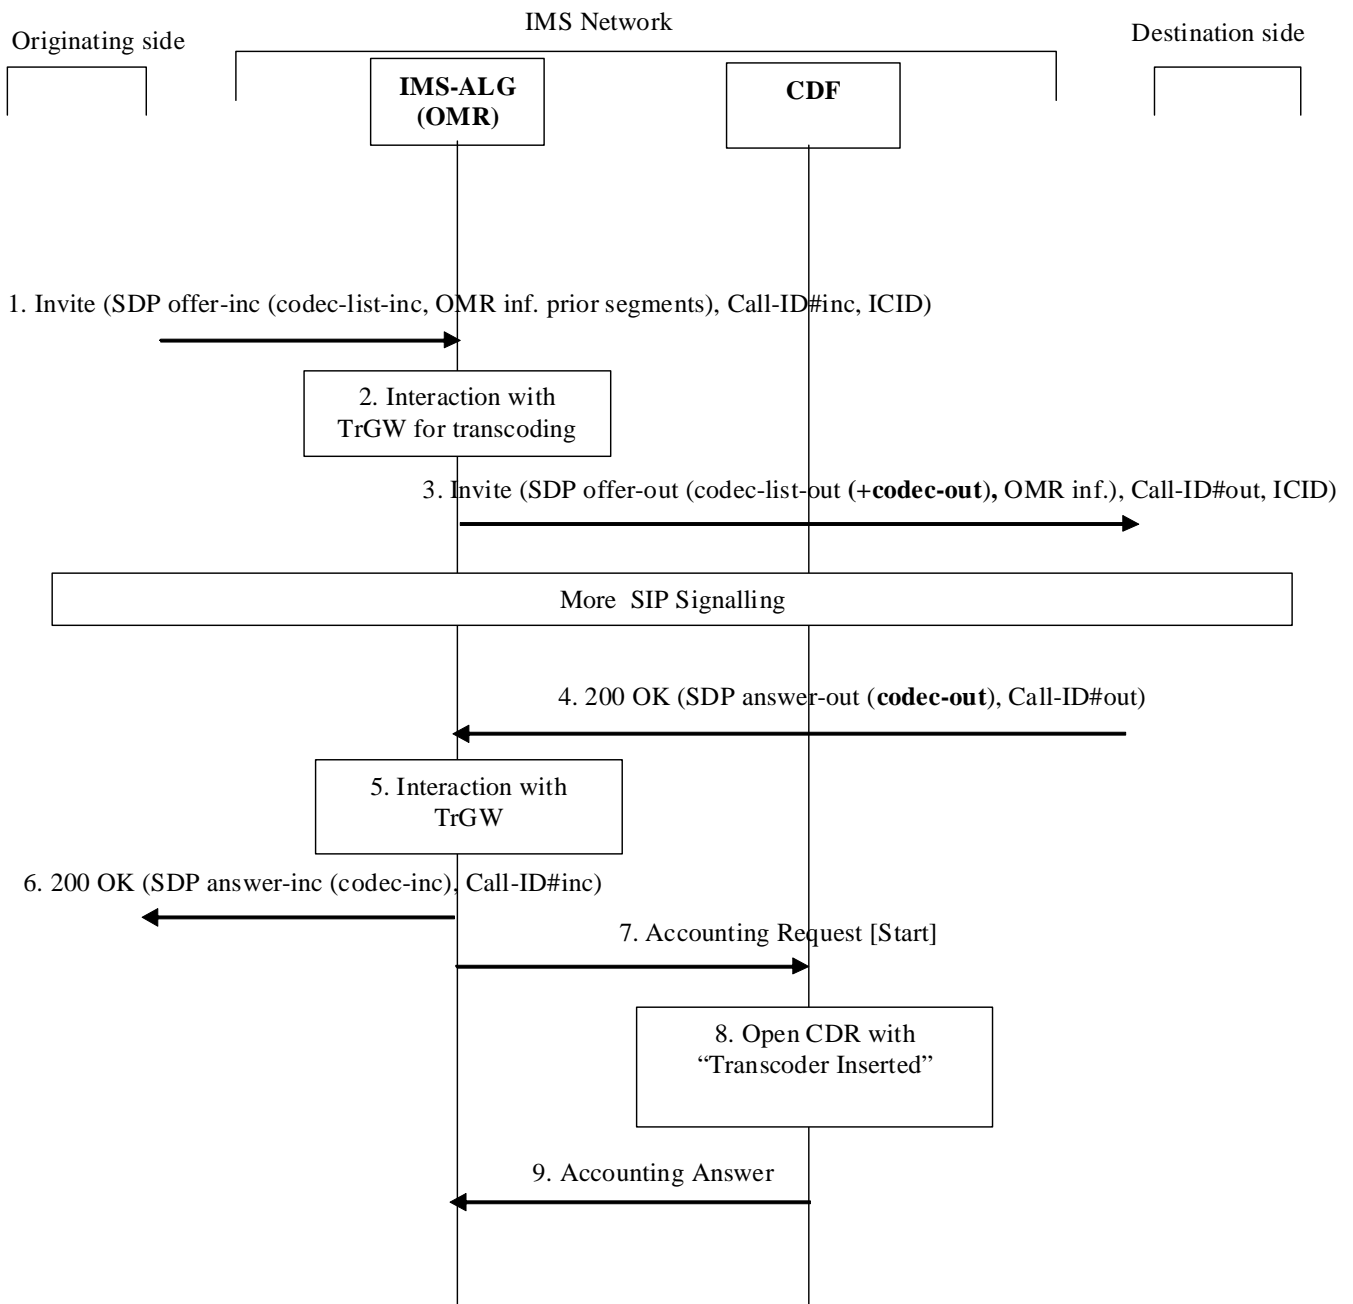 IMS Network
Originating side
Destination side
IMS-ALG
(OMR)
CDF
1. Invite (SDP offer-inc (codec-list-inc, OMR inf. prior segments), Call-ID#inc, ICID)
2. Interaction with
TrGW for transcoding
3. Invite (SDP offer-out (codec-list-out (+codec-out), OMR inf.), Call-ID#out, ICID)
More SIP Signalling
4. 200 OK (SDP answer-out (codec-out), Call-ID#out)
5. Interaction with
TrGW
6. 200 OK (SDP answer-inc (codec-inc), Call-ID#inc)
7. Accounting Request [Start]
8. Open CDR with
“Transcoder Inserted”
9. Accounting Answer